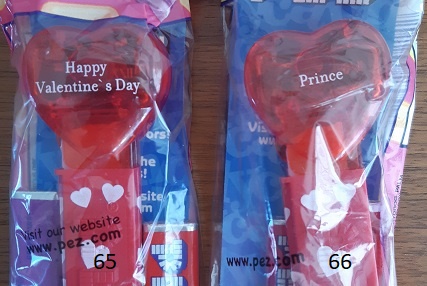 Happy
Valentine`s Day
Visit our website
www.pez.com
65
Prince
www.pez.com
66